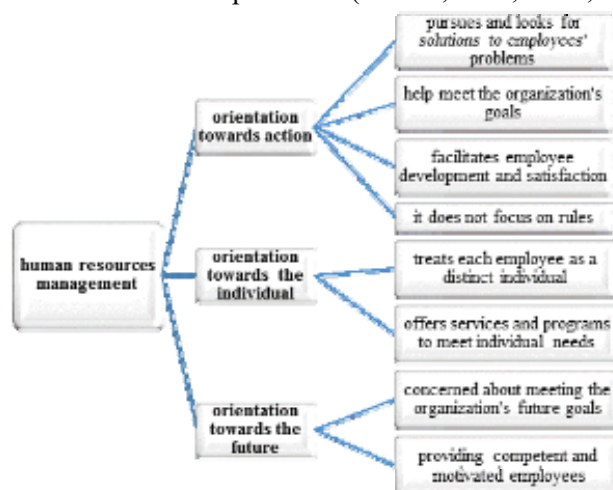 pursues and looks for
solutions to employees'
problems
help meet the organization's
goals
orientation
towards action
facilitates employee
development and satisfaction
it does not focus on rules
human resources
management
orientation
towards the
individual
treats each employee as a
distinct individual
offers services and programs
to meet individual needs
orientation
towards the
future
concerned about meeting the
organization's future goals
providing competent and
motivated employees